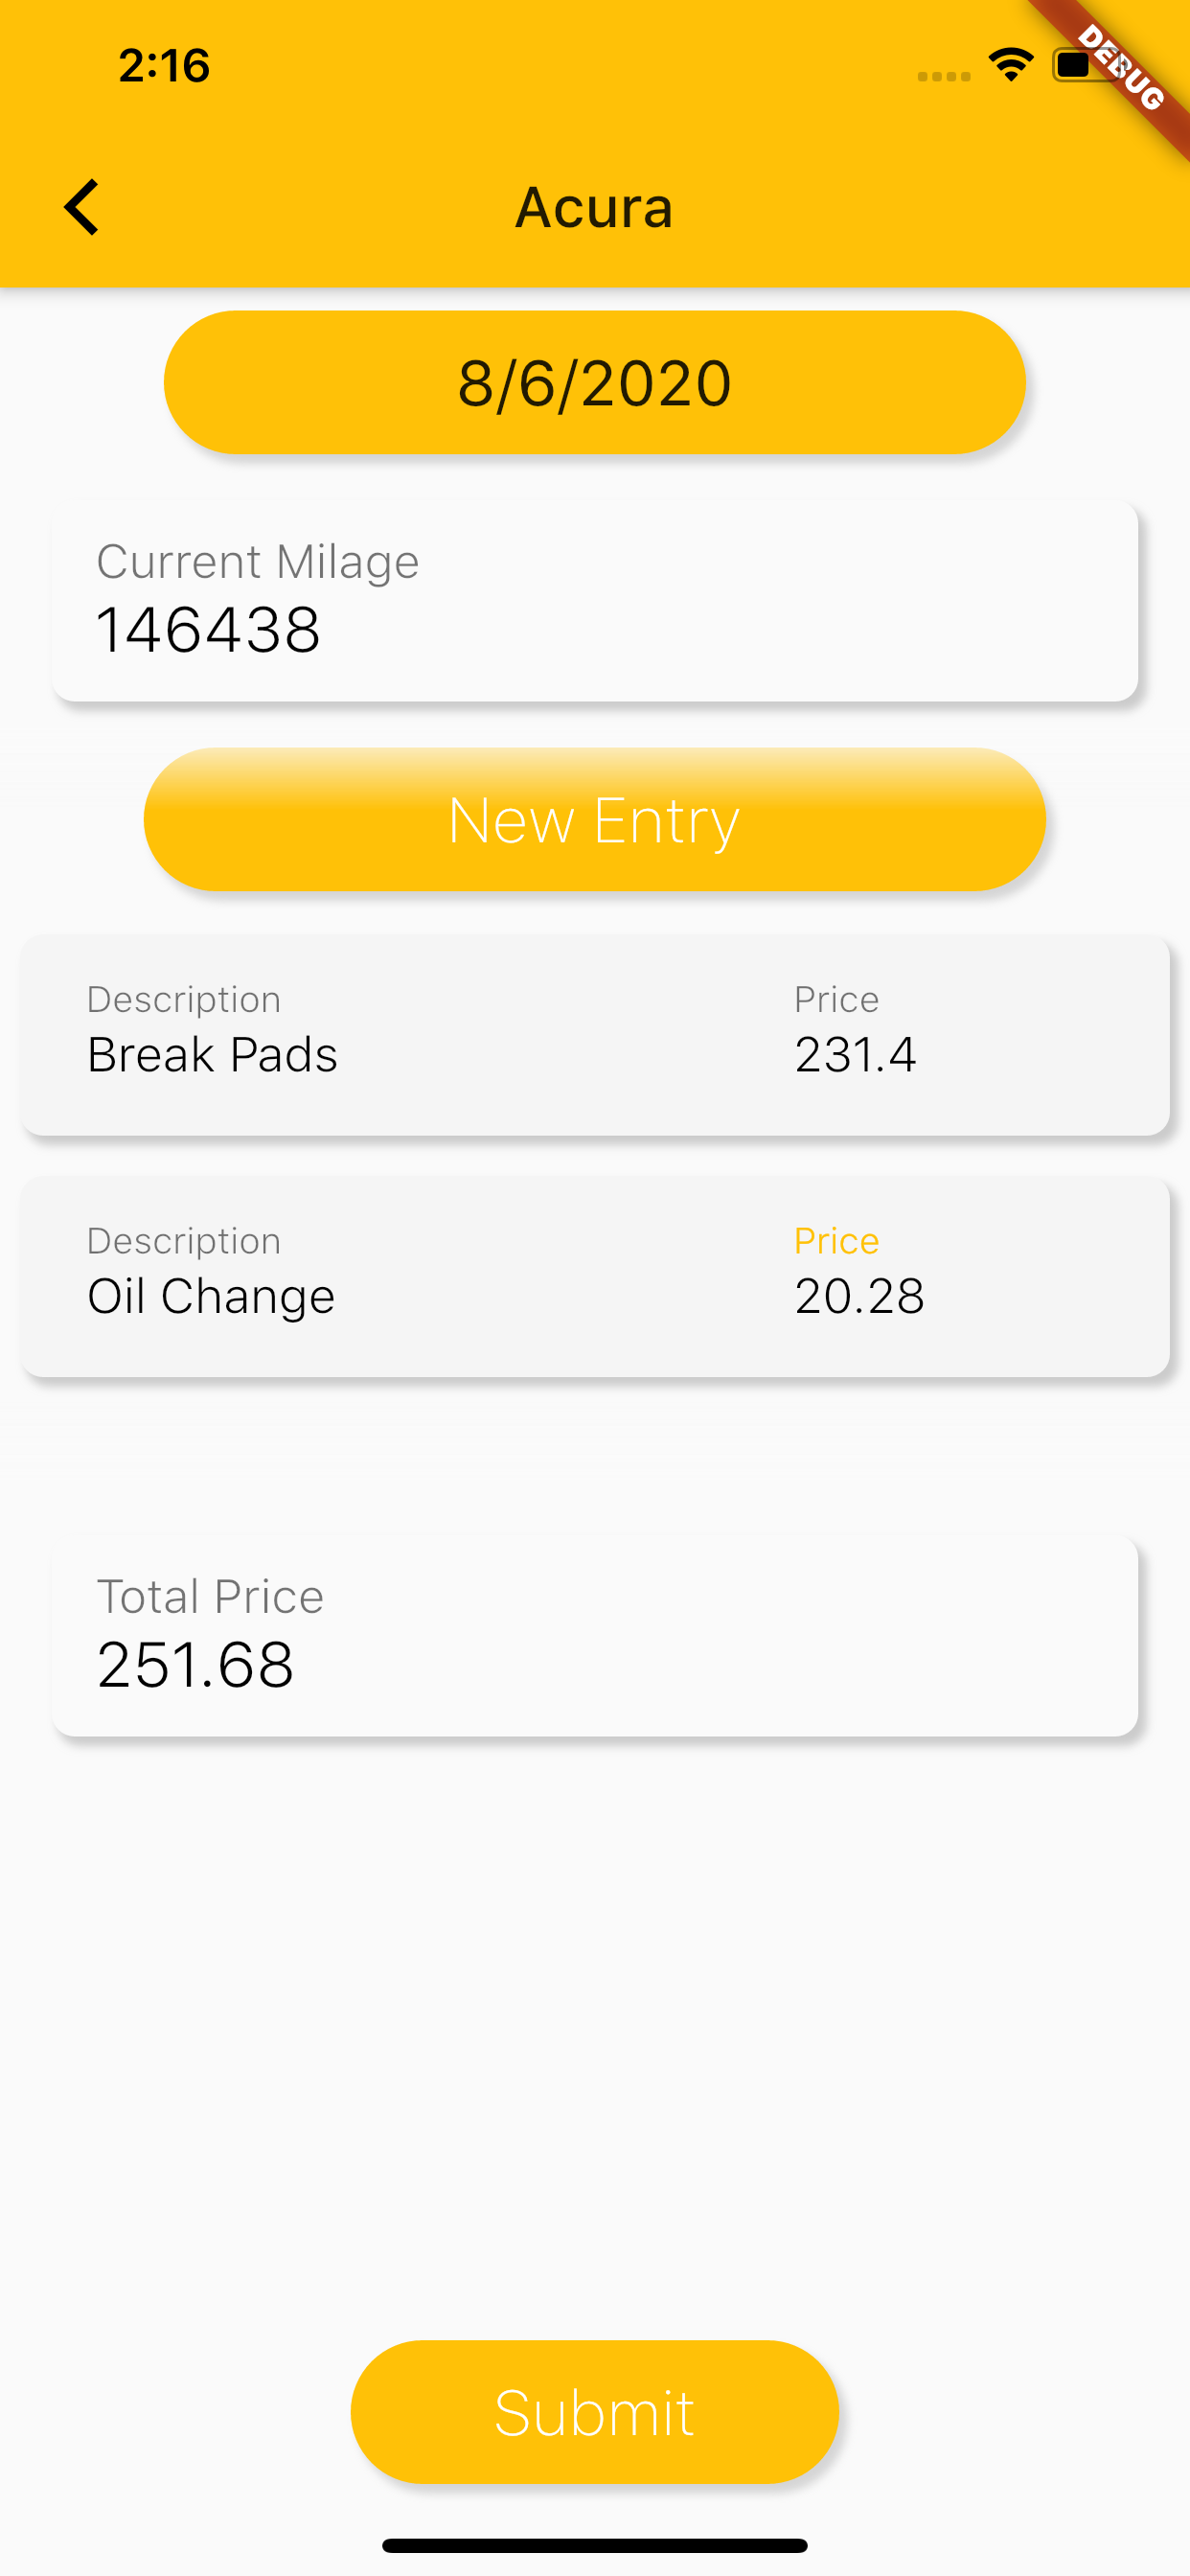 2:16
DEBUG
Acura
8/6/2020
Current Milage
146438
New Entry
Description Price
Break Pads 231.4
Description Price
Oil Change 20.28
Total Price
251.68
Submit